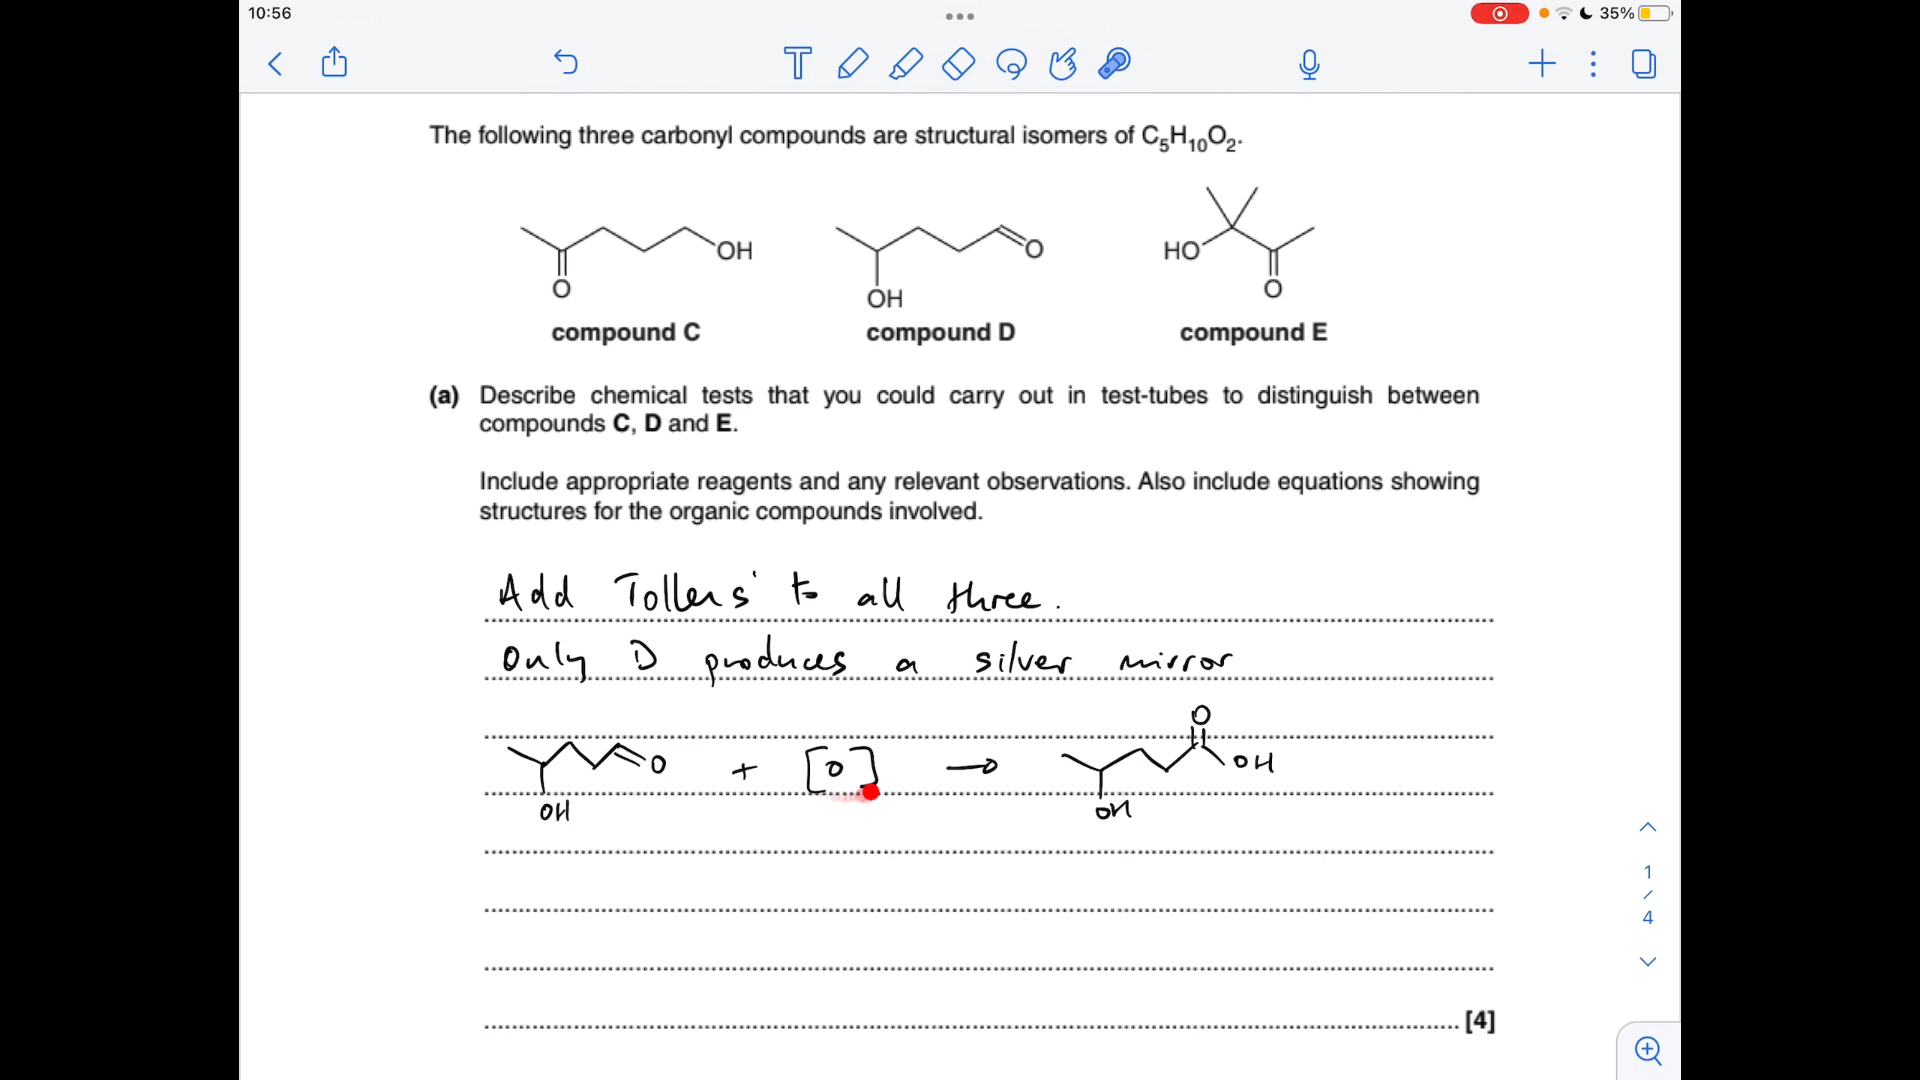 10:56
35%
The following three carbonyl compounds are structural isomers of C₅H₁₀O₂.
OH
O
compound C
OH
O
compound D
HO
O
compound E
(a) Describe chemical tests that you could carry out in test-tubes to distinguish between
compounds C, D and E.
Include appropriate reagents and any relevant observations. Also include equations showing
structures for the organic compounds involved.
Add Tollens' to all three.
Only D produces a silver mirror
O
OH
+ [O] →
O
OH
OH
[4]
1
/
4